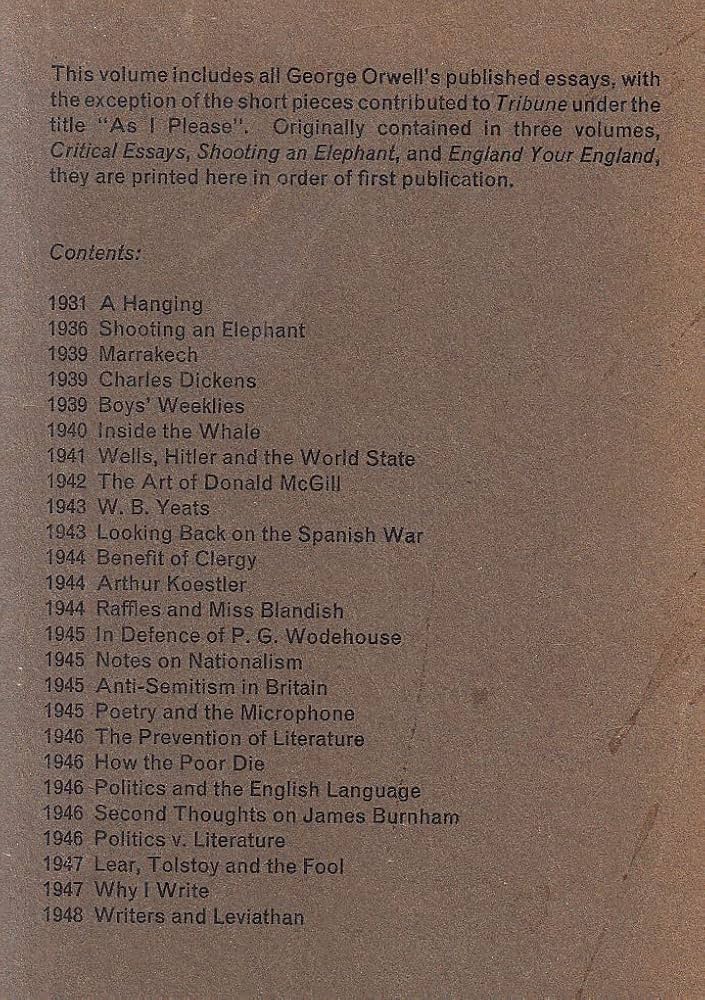 This volume includes all George Orwell's published essays, with
the exception of the short pieces contributed to Tribune under the
title "As I Please". Originally contained in three volumes,
Critical Essays, Shooting an Elephant, and England Your England,
they are printed here in order of first publication.
Contents:
1931 A Hanging
1936 Shooting an Elephant
1939 Marrakech
1939 Charles Dickens
1939 Boys' Weeklies
1940 Inside the Whale
1941 Wells, Hitler and the World State
1942 The Art of Donald McGill
1943 W. B. Yeats
1943 Looking Back on the Spanish War
1944 Benefit of Clergy
1944 Arthur Koestler
1944 Raffles and Miss Blandish
1945 In Defence of P. G. Wodehouse
1945 Notes on Nationalism
1945 Anti-Semitism in Britain
1945 Poetry and the Microphone
1946 The Prevention of Literature
1946 How the Poor Die
1946 Politics and the English Language
1946 Second Thoughts on James Burnham
1946 Politics v. Literature
1947 Lear, Tolstoy and the Fool
1947 Why I Write
1948 Writers and Leviathan